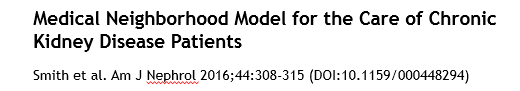 Medical Neighborhood Model for the Care of Chronic
Kidney Disease Patients
Smith et al. Am J Nephrol 2016;44:308-315 (DOI:10.1159/000448294)